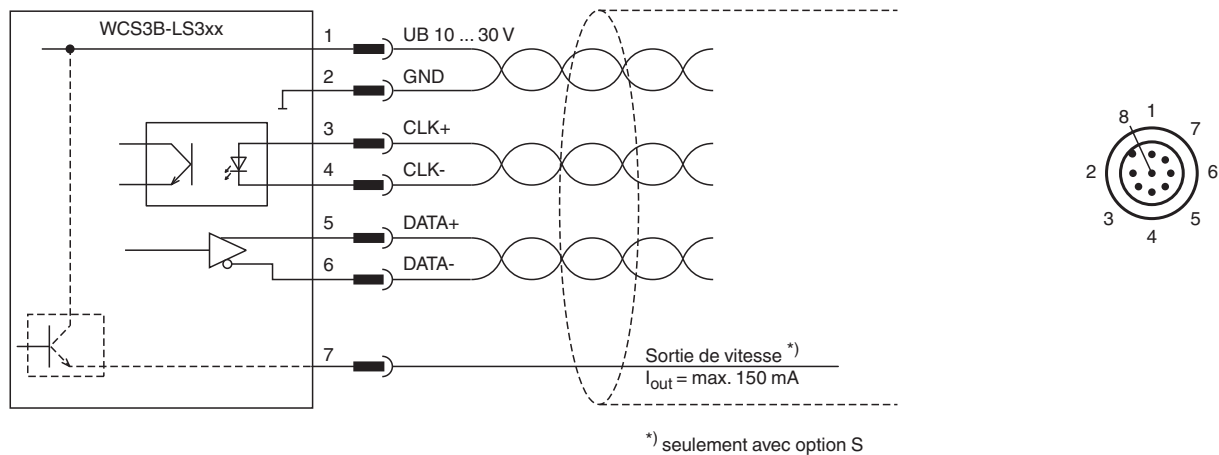 WCS3B-LS3xx
1 UB 10 ... 30 V
2 GND
3 CLK+
4 CLK-
5 DATA+
6 DATA-
7 Sortie de vitesse *)
Iout = max. 150 mA
*) seulement avec option S
8 1 7
2 6
3 5
4